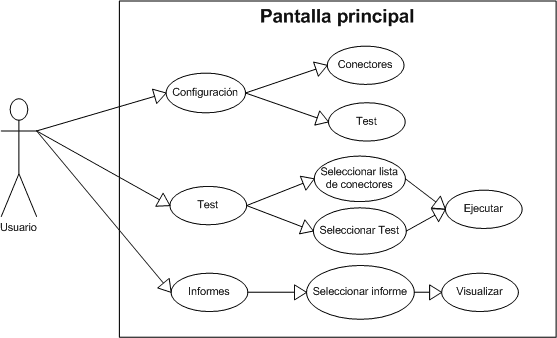 Pantalla principal
Conectores
Configuración
Test
Seleccionar lista
de conectores
Test
Ejecutar
Seleccionar Test
Usuario
Informes
Seleccionar informe
Visualizar